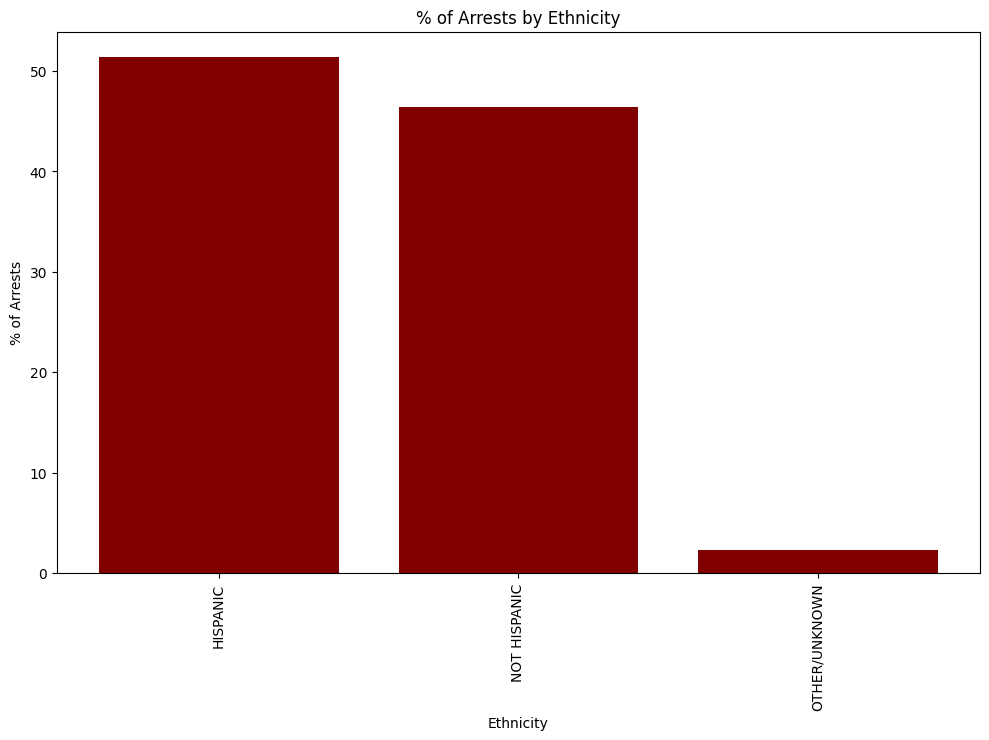 % of Arrests by Ethnicity
% of Arrests
50
40
30
20
10
0
HISPANIC
NOT HISPANIC
OTHER/UNKNOWN
Ethnicity